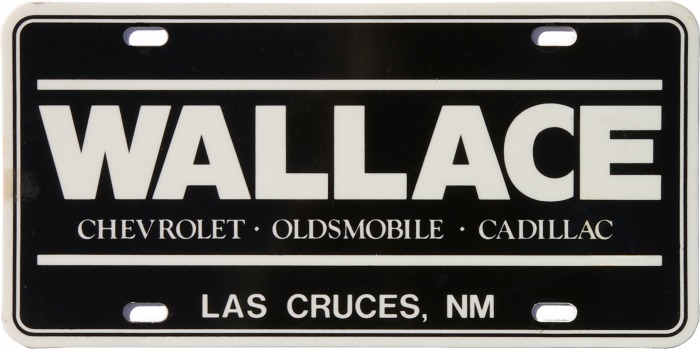 WALLACE
CHEVROLET · OLDSMOBILE · CADILLAC
LAS CRUCES, NM